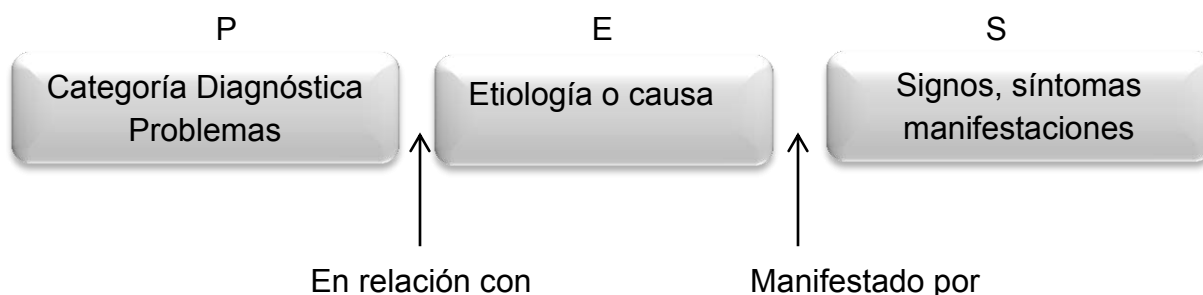 P E S
Categoría Diagnóstica
Problemas
Etiología o causa
Signos, síntomas
manifestaciones
En relación con
Manifestado por